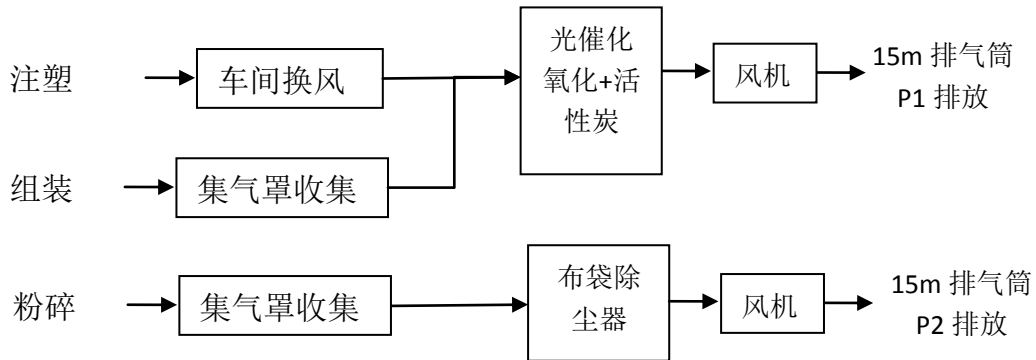 注塑
车间换风
光催化
氧化+活
性炭
风机
15m 排气筒
P1 排放
组装
集气罩收集
粉碎
集气罩收集
布袋除
尘器
风机
15m 排气筒
P2 排放